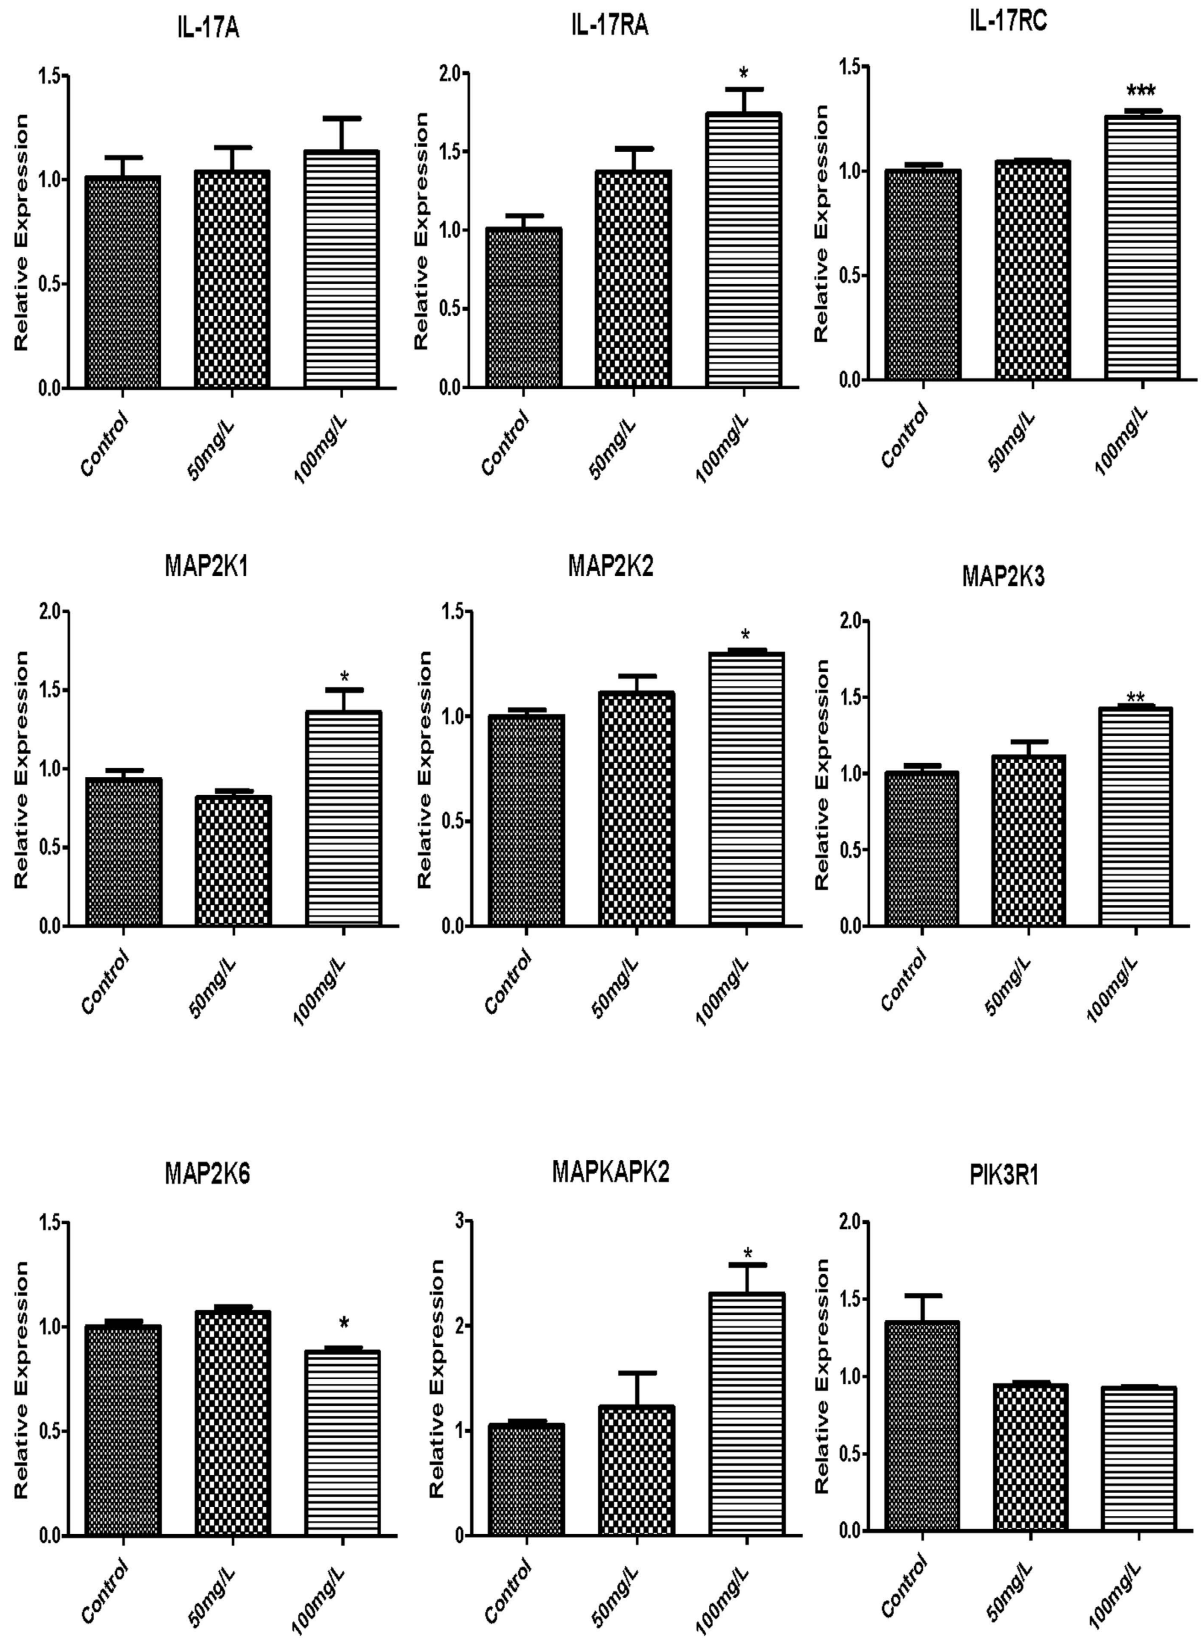 IL-17A
Relative Expression
1.5
1.0
0.5
0.0
Control
50mg/L
100mg/L
IL-17RA
Relative Expression
2.0
1.5
1.0
0.5
0.0
*
Control
50mg/L
100mg/L
IL-17RC
Relative Expression
1.5
1.0
0.5
0.0
***
Control
50mg/L
100mg/L
MAP2K1
Relative Expression
2.0
1.5
1.0
0.5
0.0
*
Control
50mg/L
100mg/L
MAP2K2
Relative Expression
1.5
1.0
0.5
0.0
*
Control
50mg/L
100mg/L
MAP2K3
Relative Expression
2.0
1.5
1.0
0.5
0.0
**
Control
50mg/L
100mg/L
MAP2K6
Relative Expression
1.5
1.0
0.5
0.0
*
Control
50mg/L
100mg/L
MAPKAPK2
Relative Expression
3
2
1
0
*
Control
50mg/L
100mg/L
PIK3R1
Relative Expression
2.0
1.5
1.0
0.5
0.0
Control
50mg/L
100mg/L